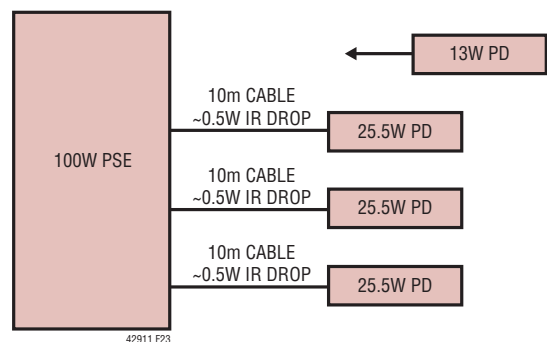 100W PSE
13W PD
10m CABLE
~0.5W IR DROP
25.5W PD
10m CABLE
~0.5W IR DROP
25.5W PD
10m CABLE
~0.5W IR DROP
25.5W PD
42911 F23